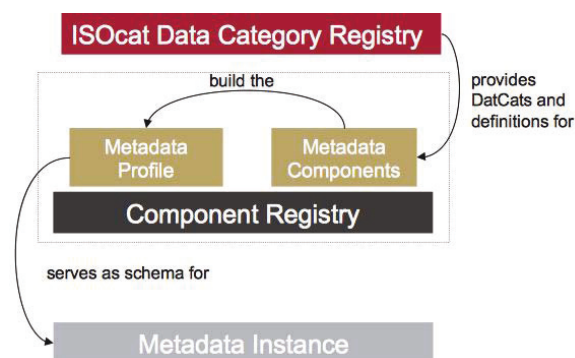 ISOcat Data Category Registry
build the
provides
DatCats and
definitions for
Metadata
Profile
Metadata
Components
Component Registry
serves as schema for
Metadata Instance